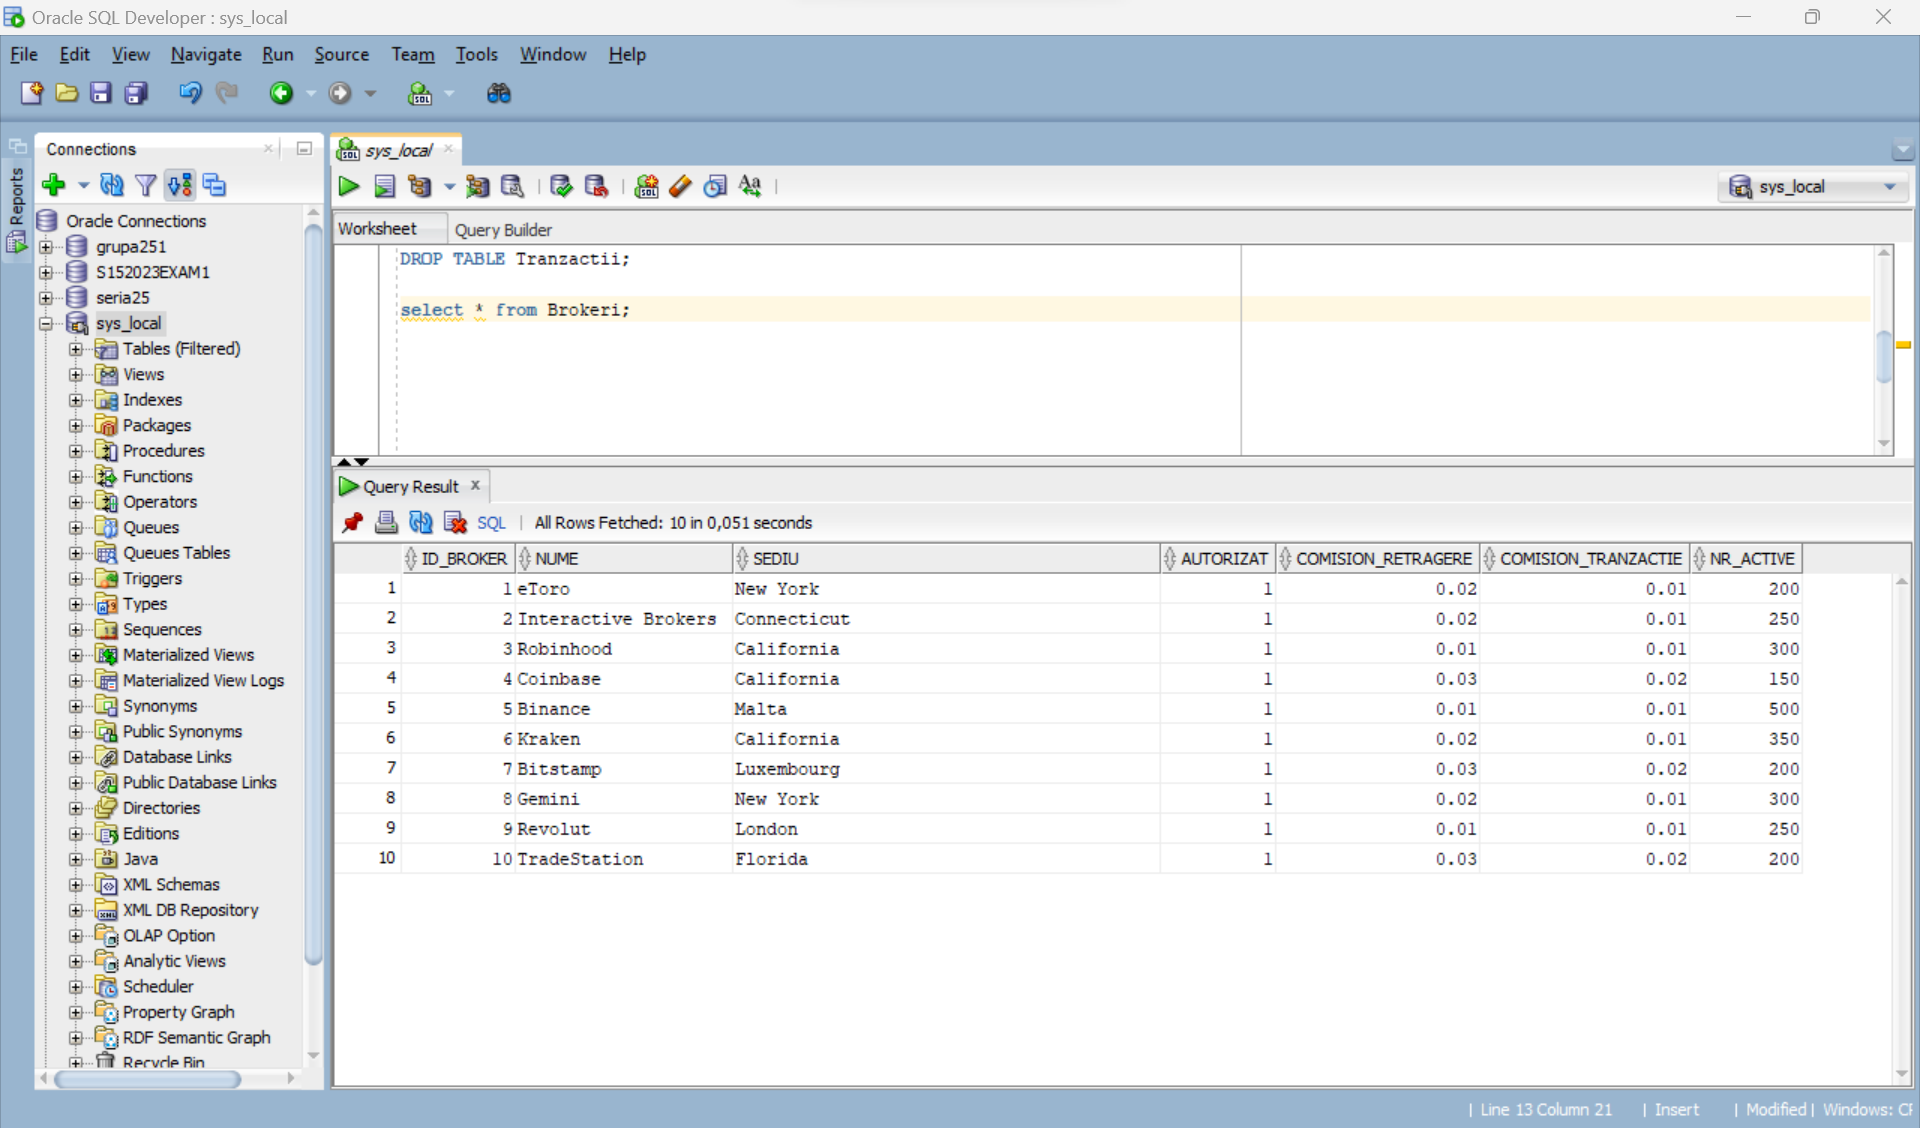 Oracle SQL Developer : sys_local
File Edit View Navigate Run Source Team Tools Window Help
Connections
Reports
Oracle Connections
grupa251
S152023EXAM1
seria25
sys_local
Tables (Filtered)
Views
Indexes
Packages
Procedures
Functions
Operators
Queues
Queues Tables
Triggers
Types
Sequences
Materialized Views
Materialized View Logs
Synonyms
Public Synonyms
Database Links
Public Database Links
Directories
Editions
Java
XML Schemas
XML DB Repository
OLAP Option
Analytic Views
Scheduler
Property Graph
RDF Semantic Graph
Recycle Bin
sys_local
sys_local
Worksheet Query Builder
DROP TABLE Tranzactii;
select * from Brokeri;
Query Result
SQL | All Rows Fetched: 10 in 0,051 seconds
ID_BROKER NUME SEDIU AUTORIZAT COMISION_RETRAGERE COMISION_TRANZACTIE NR_ACTIVE
1 1 eToro New York 1 0.02 0.01 200
2 2 Interactive Brokers Connecticut 1 0.02 0.01 250
3 3 Robinhood California 1 0.01 0.01 300
4 4 Coinbase California 1 0.03 0.02 150
5 5 Binance Malta 1 0.01 0.01 500
6 6 Kraken California 1 0.02 0.01 350
7 7 Bitstamp Luxembourg 1 0.03 0.02 200
8 8 Gemini New York 1 0.02 0.01 300
9 9 Revolut London 1 0.01 0.01 250
10 10 TradeStation Florida 1 0.03 0.02 200
| Line 13 Column 21 | Insert | Modified | Windows: